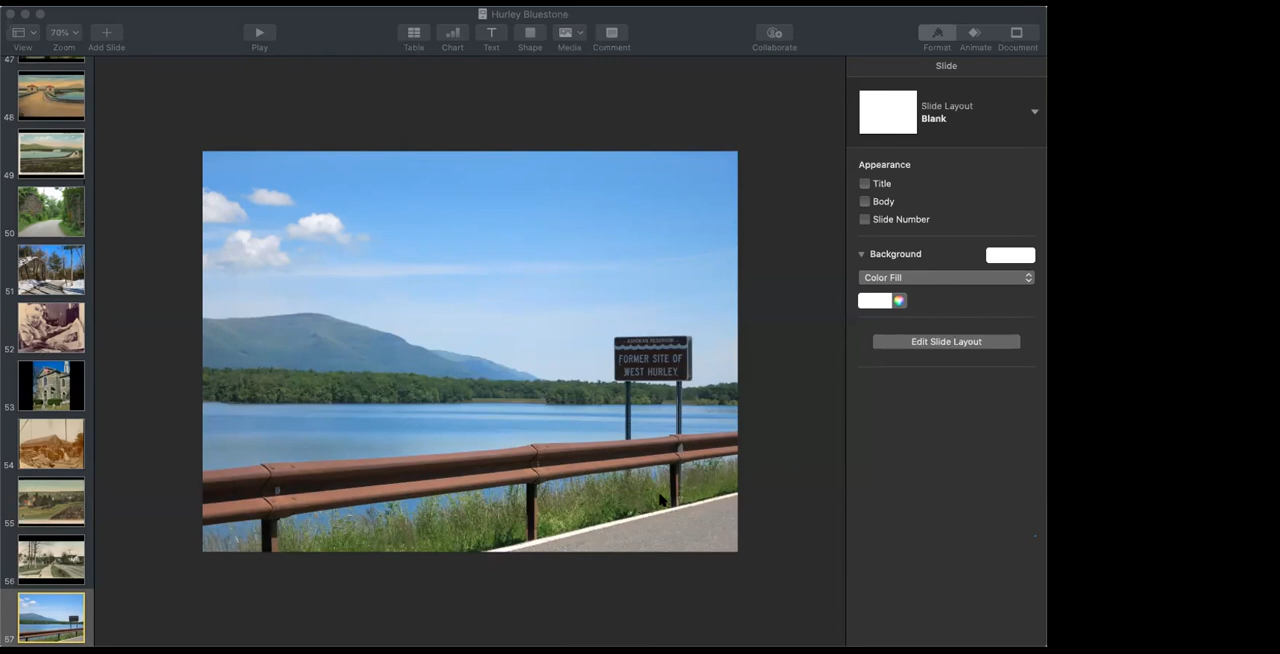 Hurley Bluestone
70%
View
Zoom
Add Slide
Play
Table
Chart
Text
Shape
Media
Comment
Collaborate
Format
Animate
Document
47
48
49
50
51
52
53
54
55
56
57
ASHOKAN RESERVOIR
FORMER SITE OF
WEST HURLEY
Slide
Slide Layout
Blank
Appearance
Title
Body
Slide Number
Background
Color Fill
Edit Slide Layout